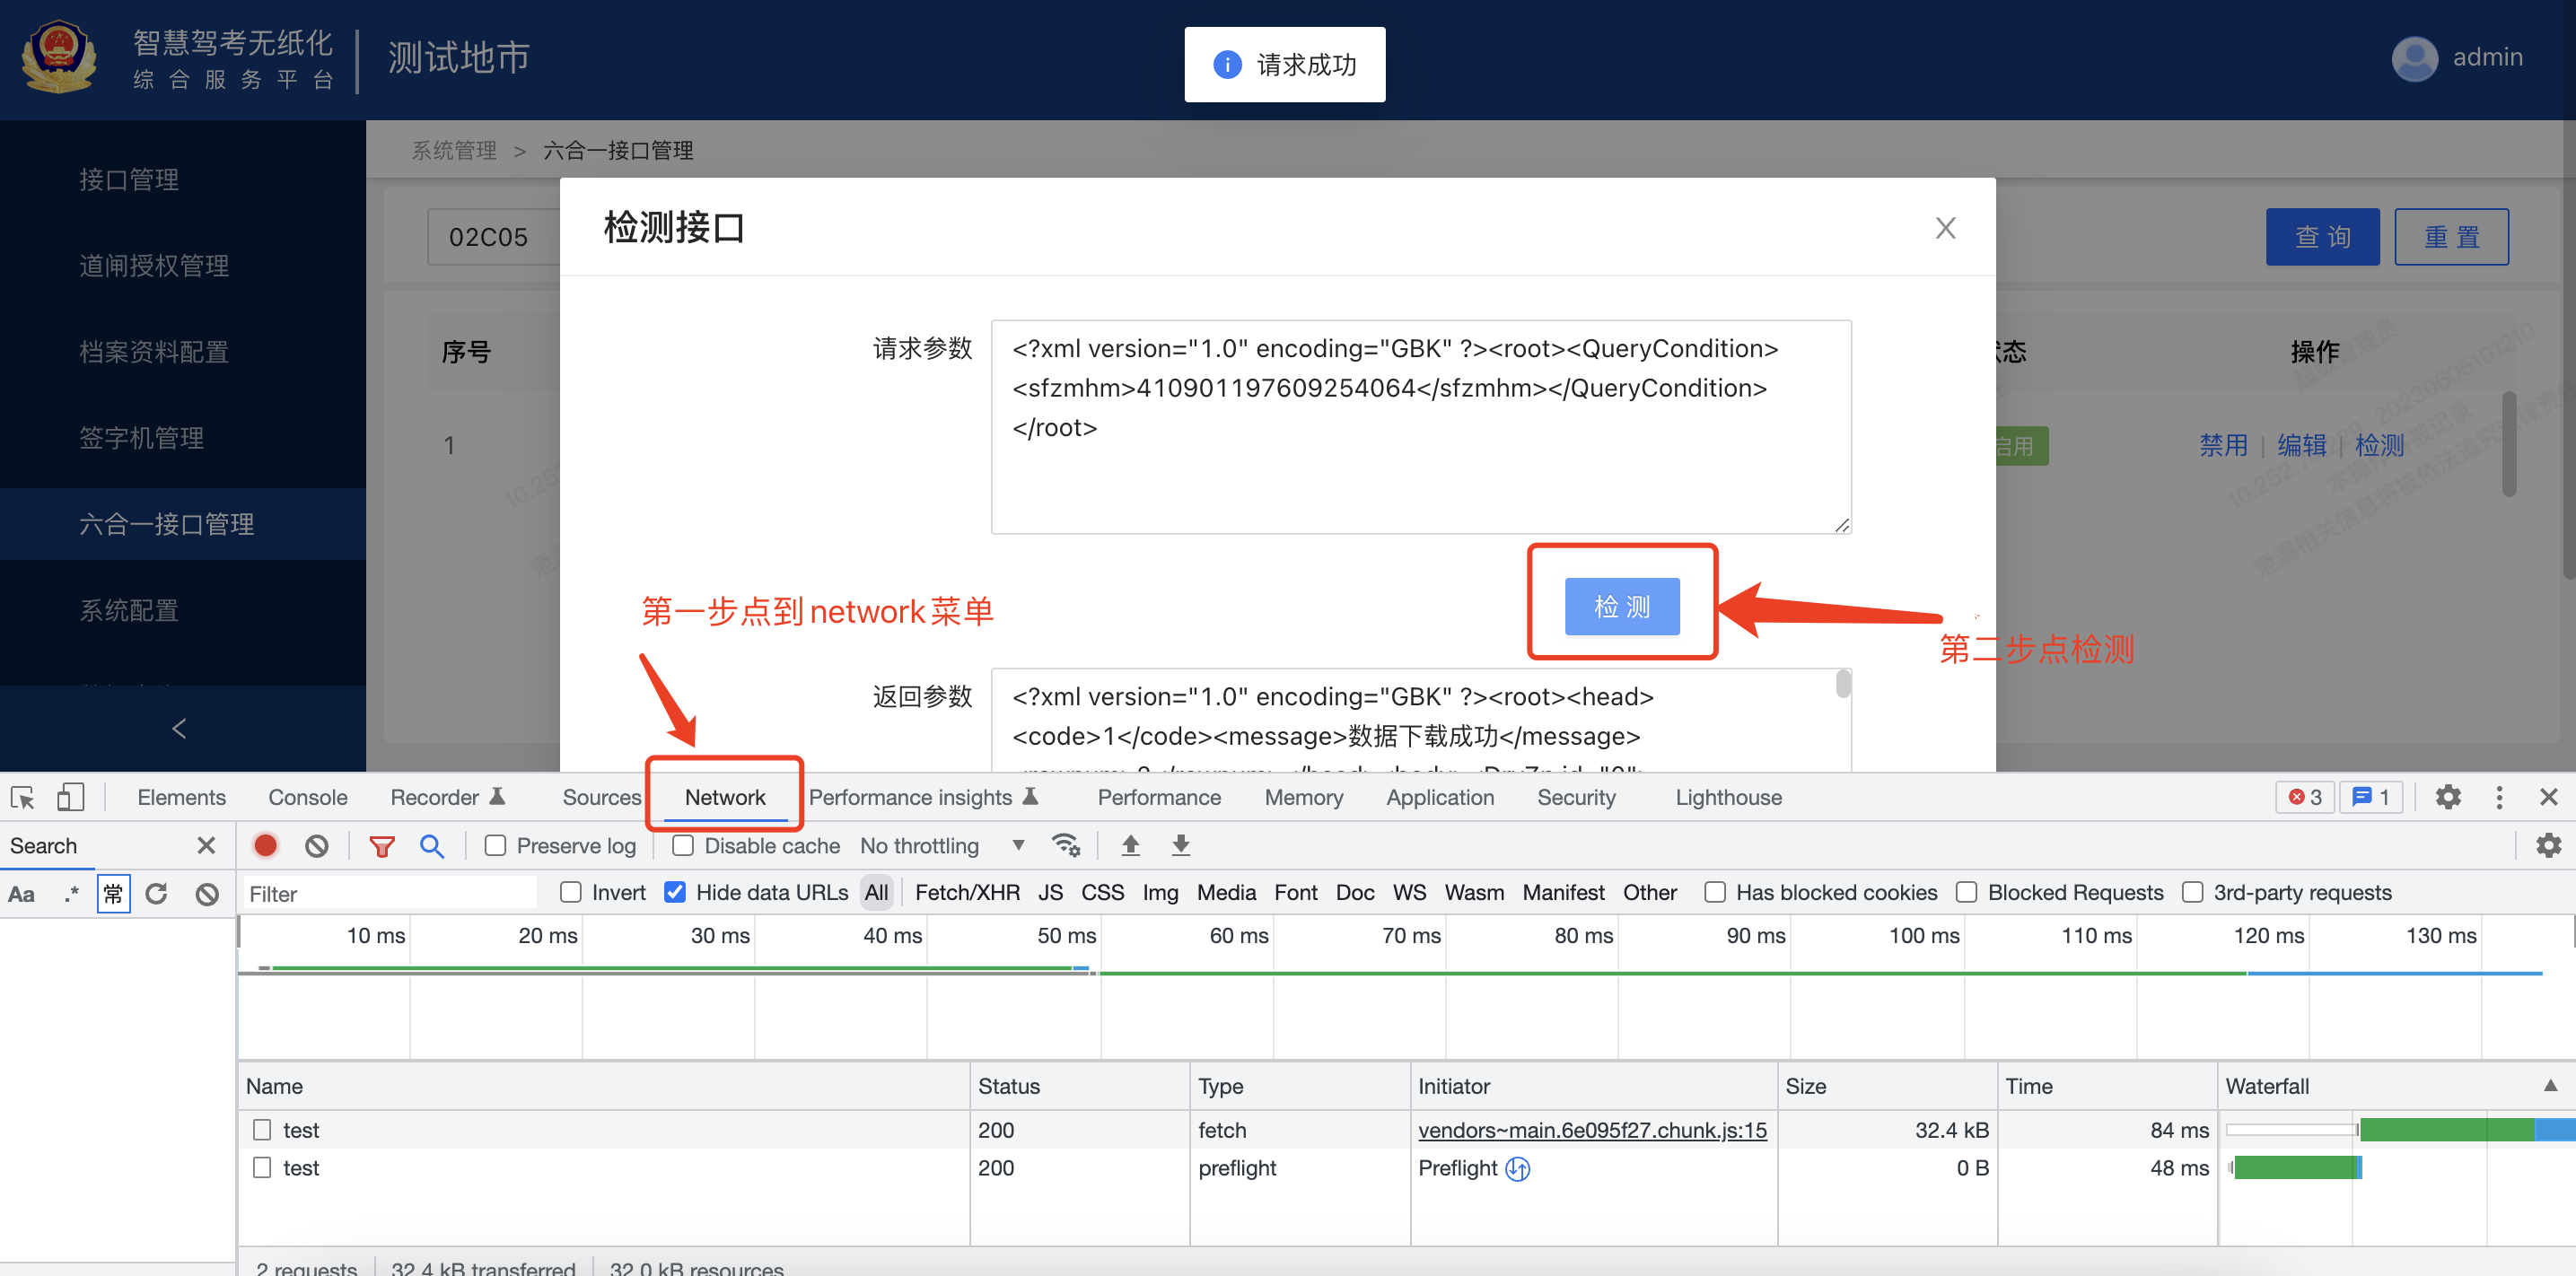 智慧驾考无纸化
综合服务平台
测试地市
请求成功
admin
接口管理
道闸授权管理
档案资料配置
签字机管理
六合一接口管理
系统配置
系统管理 > 六合一接口管理
02C05
查 询
重 置
序号
操作
1
启用
禁用 | 编辑 | 检测
检测接口
请求参数
<?xml version="1.0" encoding="GBK" ?><root><QueryCondition>
<sfzmhm>410901197609254064</sfzmhm></QueryCondition>
</root>
检 测
第一步点到network菜单
第二步点检测
返回参数
<?xml version="1.0" encoding="GBK" ?><root><head>
<code>1</code><message>数据下载成功</message>
Elements Console Recorder Sources Network Performance insights Performance Memory Application Security Lighthouse 3 1
Search
Preserve log Disable cache No throttling
Aa .* 常
Filter Invert Hide data URLs All Fetch/XHR JS CSS Img Media Font Doc WS Wasm Manifest Other Has blocked cookies Blocked Requests 3rd-party requests
10 ms 20 ms 30 ms 40 ms 50 ms 60 ms 70 ms 80 ms 90 ms 100 ms 110 ms 120 ms 130 ms
Name Status Type Initiator Size Time Waterfall
test 200 fetch vendors~main.6e095f27.chunk.js:15 32.4 kB 84 ms
test 200 preflight Preflight 0 B 48 ms
2 requests 32.4 kB transferred 32.0 kB resources